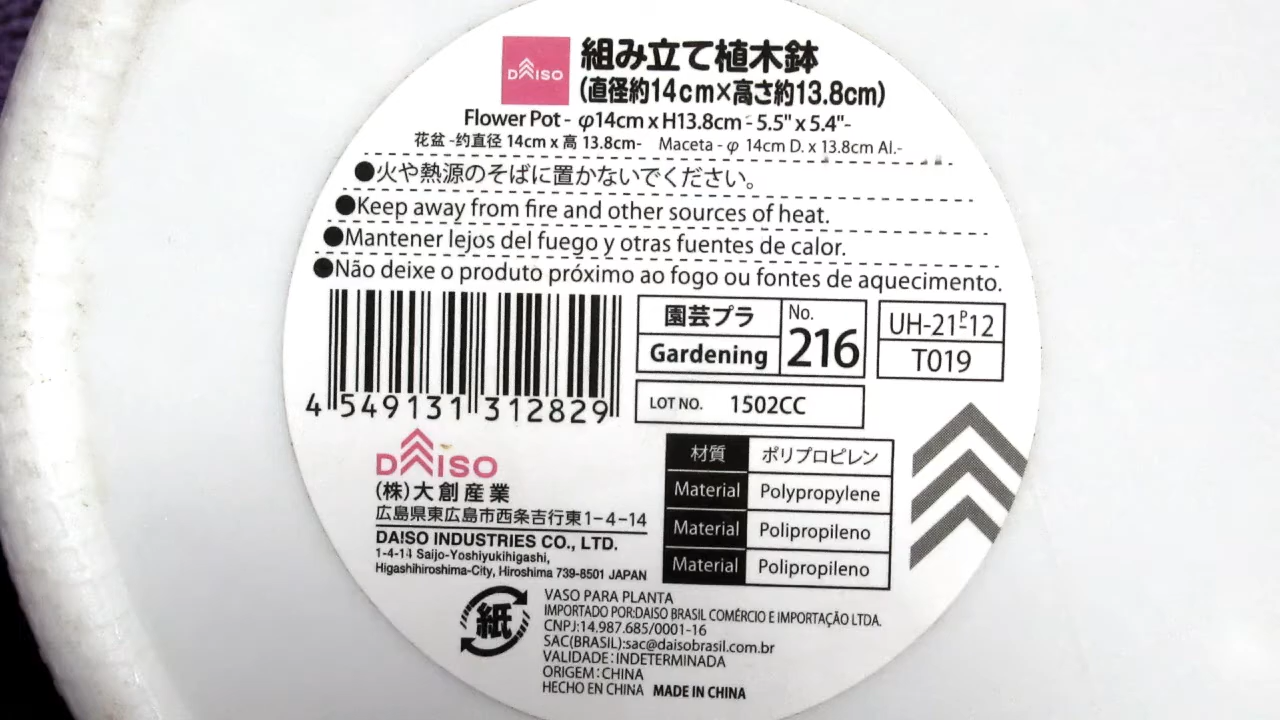 DAISO 組み立て植木鉢
(直径約14cm×高さ約13.8cm)
Flower Pot - φ14cm x H13.8cm - 5.5" x 5.4"-
花盆 -约直径 14cm x 高 13.8cm- Maceta - φ 14cm D. x 13.8cm Al.-
●火や熱源のそばに置かないでください。
●Keep away from fire and other sources of heat.
●Mantener lejos del fuego y otras fuentes de calor.
●Não deixe o produto próximo ao fogo ou fontes de aquecimento.
園芸プラ
Gardening
No.
216
UH-21-P-12
T019
LOT NO. 1502CC
4 549131 312829
DAISO
(株)大創産業
広島県東広島市西条吉行東1-4-14
DAISO INDUSTRIES CO., LTD.
1-4-14 Saijo-Yoshiyukihigashi,
Higashihiroshima-City, Hiroshima 739-8501 JAPAN
材質 ポリプロピレン
Material Polypropylene
Material Polipropileno
Material Polipropileno
紙
VASO PARA PLANTA
IMPORTADO POR:DAISO BRASIL COMÉRCIO E IMPORTAÇÃO LTDA.
CNPJ:14.987.685/0001-16
SAC(BRASIL):sac@daisobrasil.com.br
VALIDADE:INDETERMINADA
ORIGEM:CHINA
HECHO EN CHINA MADE IN CHINA